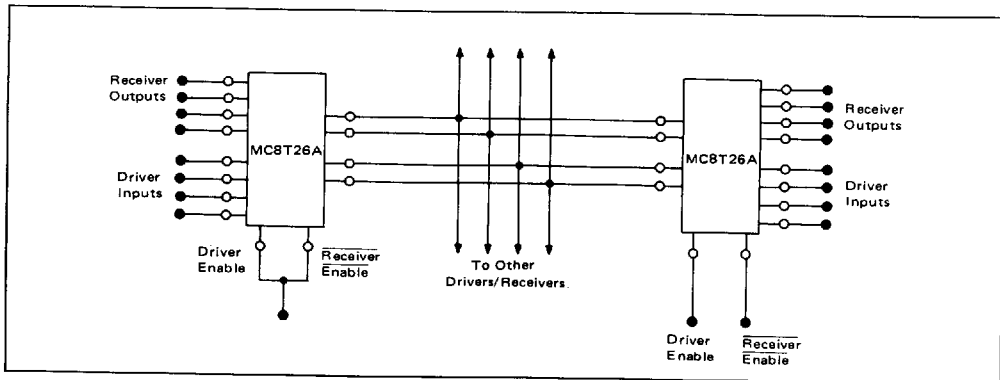 Receiver
Outputs
MC8T26A
Driver
Inputs
Driver
Enable
Receiver
Enable
To Other
Drivers/Receivers.
MC8T26A
Receiver
Outputs
Driver
Inputs
Driver
Enable
Receiver
Enable